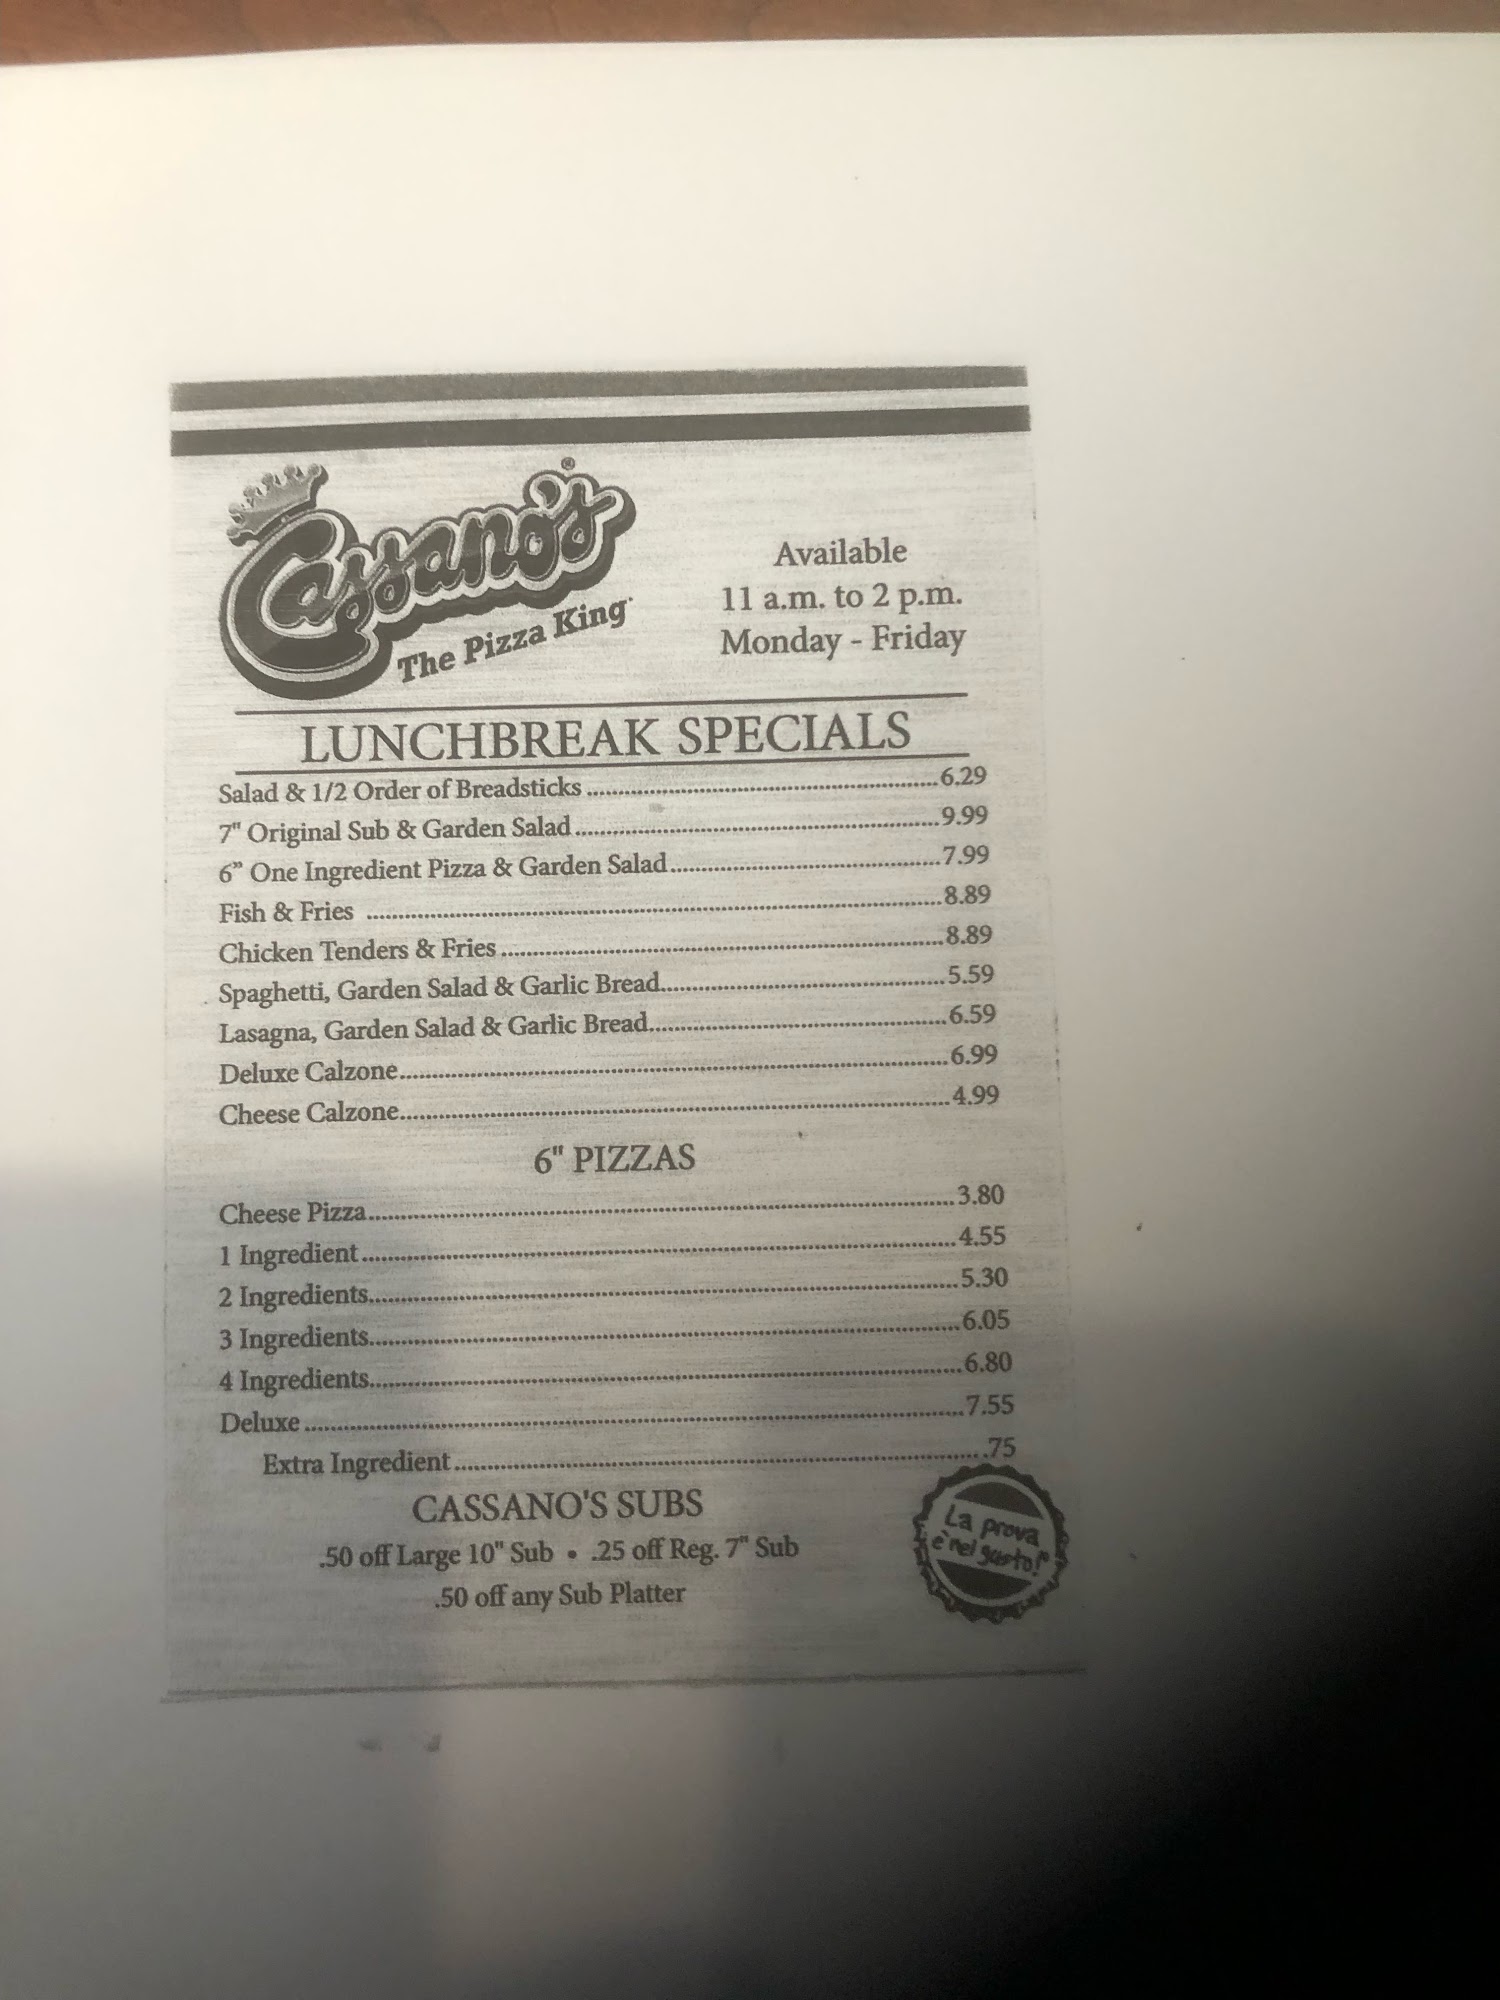 Cassano's®
The Pizza King
Available
11 a.m. to 2 p.m.
Monday - Friday
LUNCHBREAK SPECIALS
Salad & 1/2 Order of Breadsticks ........ 6.29
7" Original Sub & Garden Salad ........ 9.99
6” One Ingredient Pizza & Garden Salad ........ 7.99
Fish & Fries ........ 8.89
Chicken Tenders & Fries ........ 8.89
Spaghetti, Garden Salad & Garlic Bread ........ 5.59
Lasagna, Garden Salad & Garlic Bread ........ 6.59
Deluxe Calzone ........ 6.99
Cheese Calzone ........ 4.99
6" PIZZAS
Cheese Pizza ........ 3.80
1 Ingredient ........ 4.55
2 Ingredients ........ 5.30
3 Ingredients ........ 6.05
4 Ingredients ........ 6.80
Deluxe ........ 7.55
Extra Ingredient ........ .75
CASSANO'S SUBS
.50 off Large 10" Sub • .25 off Reg. 7" Sub
.50 off any Sub Platter
La prova
è nel gusto!